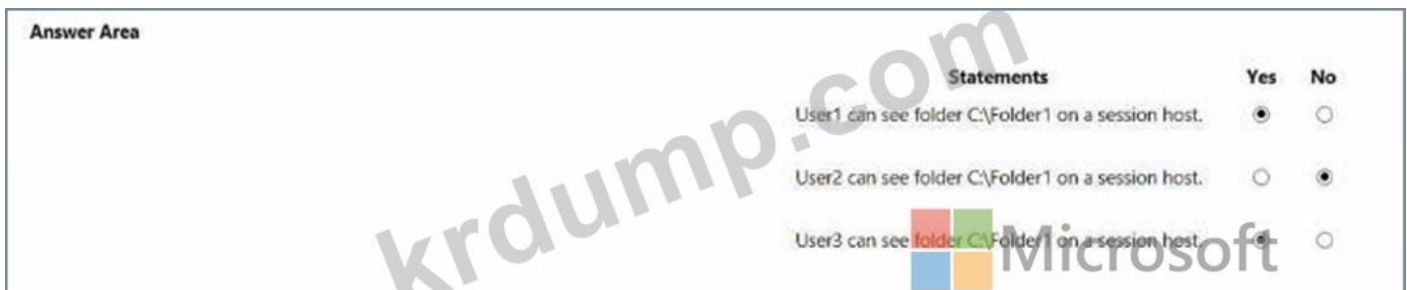 Answer Area
Statements Yes No
User1 can see folder C:\Folder1 on a session host.
User2 can see folder C:\Folder1 on a session host.
User3 can see folder C:\Folder1 on a session host.
krdump.com
Microsoft